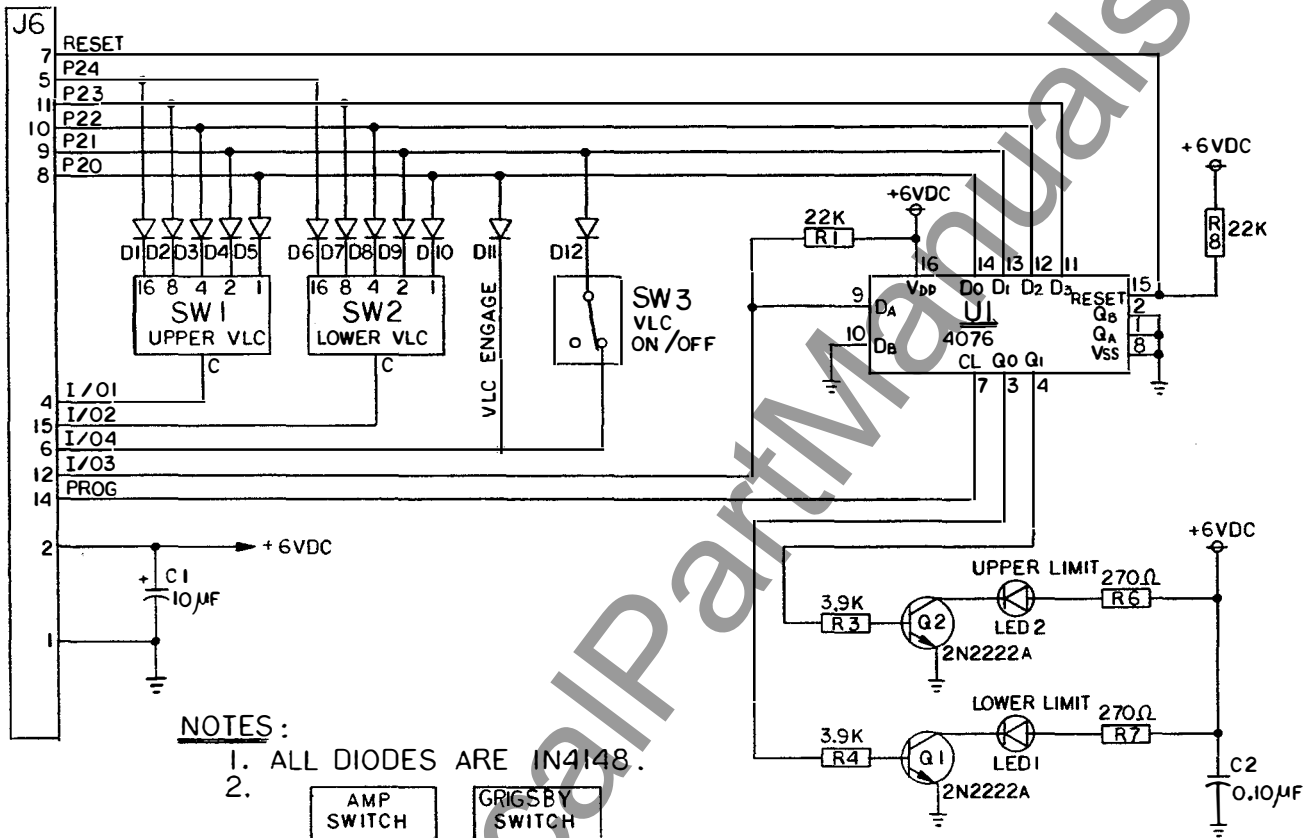 J6
7 RESET
5 P24
11 P23
10 P22
9 P21
8 P20
D1 D2 D3 D4 D5
D6 D7 D8 D9 D10
D11
D12
16 8 4 2 1
SW1
UPPER VLC
C
16 8 4 2 1
SW2
LOWER VLC
C
VLC ENGAGE
SW3
VLC
ON/OFF
4 I/O1
15 I/O2
6 I/O4
12 I/O3
14 PROG
2
+6VDC
+
C1
10µF
1
+6VDC
22K
R1
+6VDC
R8
22K
16 14 13 12 11
VDD D0 D1 D2 D3
9 DA
10 DB
U1
4076
RESET 15
QB 2
QA 1
VSS 8
CL Q0 Q1
7 3 4
+6VDC
UPPER LIMIT
270Ω
R6
LED2
3.9K
R3
Q2
2N2222A
LOWER LIMIT
270Ω
R7
LED1
3.9K
R4
Q1
2N2222A
C2
0.10µF
NOTES:
1. ALL DIODES ARE IN4148.
2.
AMP
SWITCH
GRIGSBY
SWITCH
calPartManuals